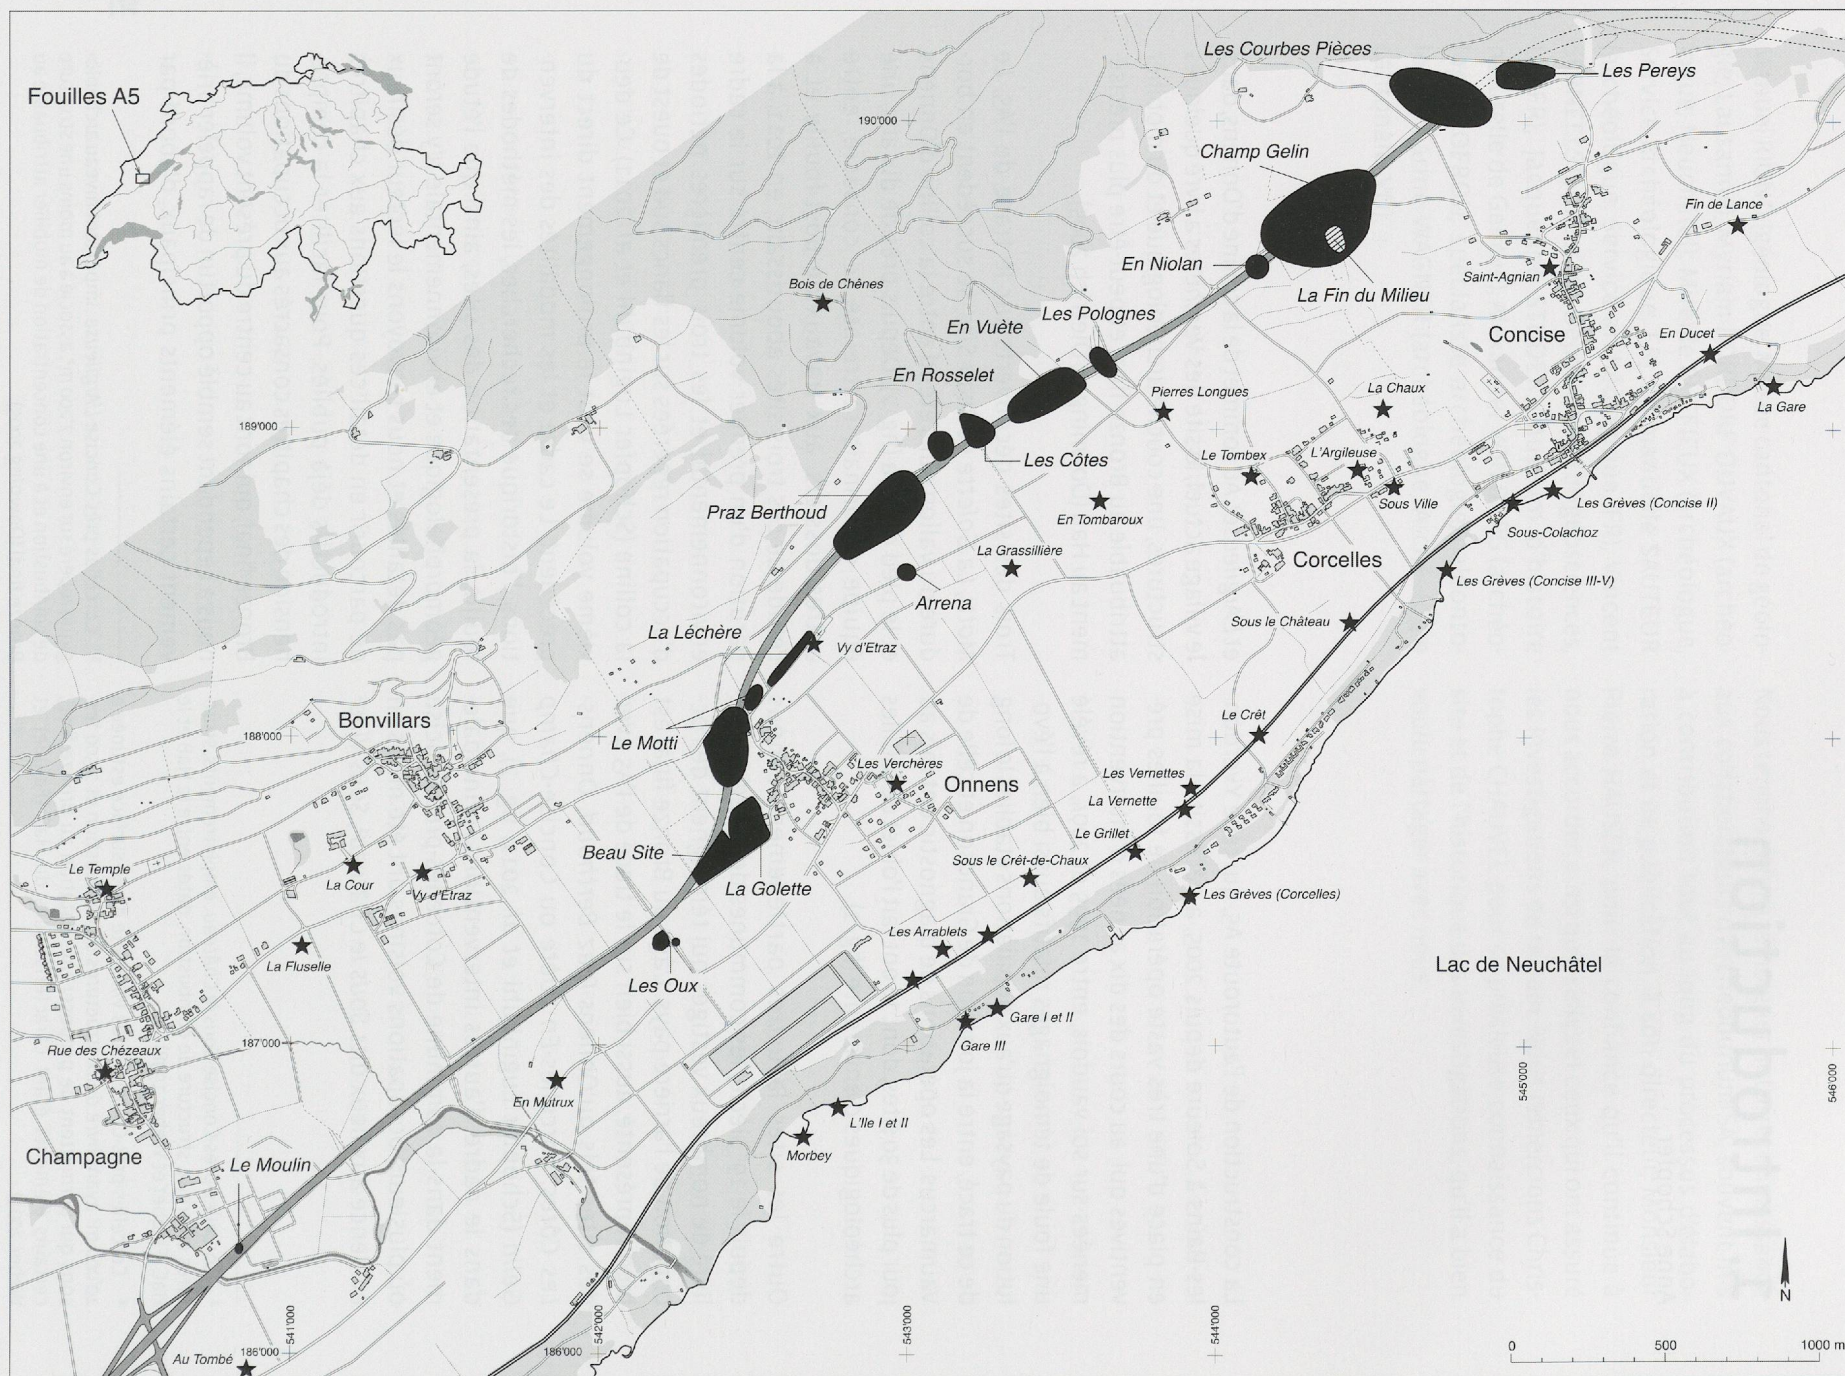 Fouilles A5
Les Courbes Pièces
Les Pereys
190'000
Champ Gelin
Fin de Lance
En Niolan
Saint-Agnian
Bois de Chênes
La Fin du Milieu
Les Polognes
En Vuète
Concise
En Ducet
En Rosselet
Pierres Longues
La Chaux
La Gare
189'000
Les Côtes
Le Tombex
L'Argileuse
Praz Berthoud
En Tombaroux
Sous Ville
Les Grèves (Concise II)
Sous-Colachoz
La Grassillière
Corcelles
Les Grèves (Concise III-V)
Arrena
La Léchère
Vy d'Etraz
Sous le Château
Bonvillars
Le Crêt
188'000
Le Motti
Les Verchères
Onnens
Les Vernettes
La Vernette
Le Grillet
Beau Site
Sous le Crêt-de-Chaux
Le Temple
La Cour
Vy d'Etraz
La Golette
Les Grèves (Corcelles)
Les Arrablets
La Fluselle
Lac de Neuchâtel
Les Oux
Gare I et II
187'000
Gare III
Rue des Chézeaux
En Mutrux
L'Ile I et II
545'000
546'000
Champagne
Le Moulin
Morbey
N
541'000
542'000
543'000
544'000
Au Tombé
186'000
186'000
0 500 1000 m